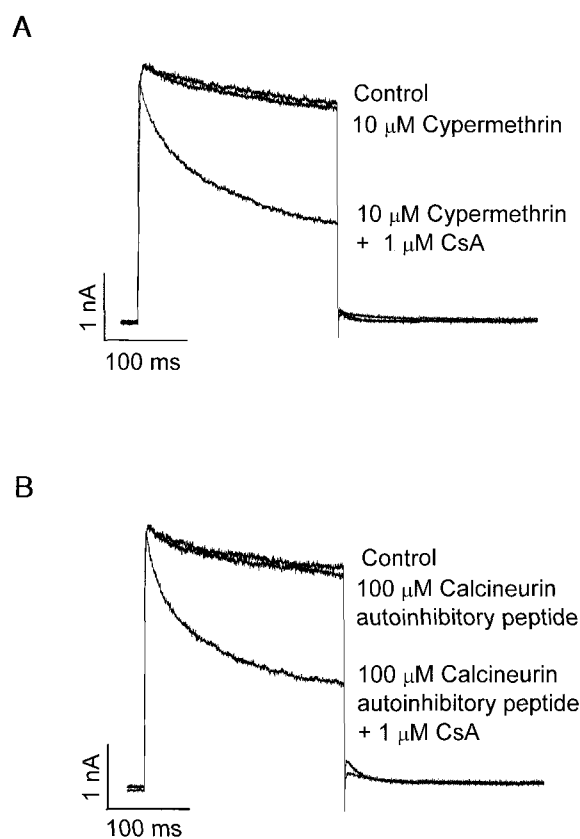 A
Control
10 μM Cypermethrin
10 μM Cypermethrin
+ 1 μM CsA
1 nA
100 ms
B
Control
100 μM Calcineurin
autoinhibitory peptide
100 μM Calcineurin
autoinhibitory peptide
+ 1 μM CsA
1 nA
100 ms